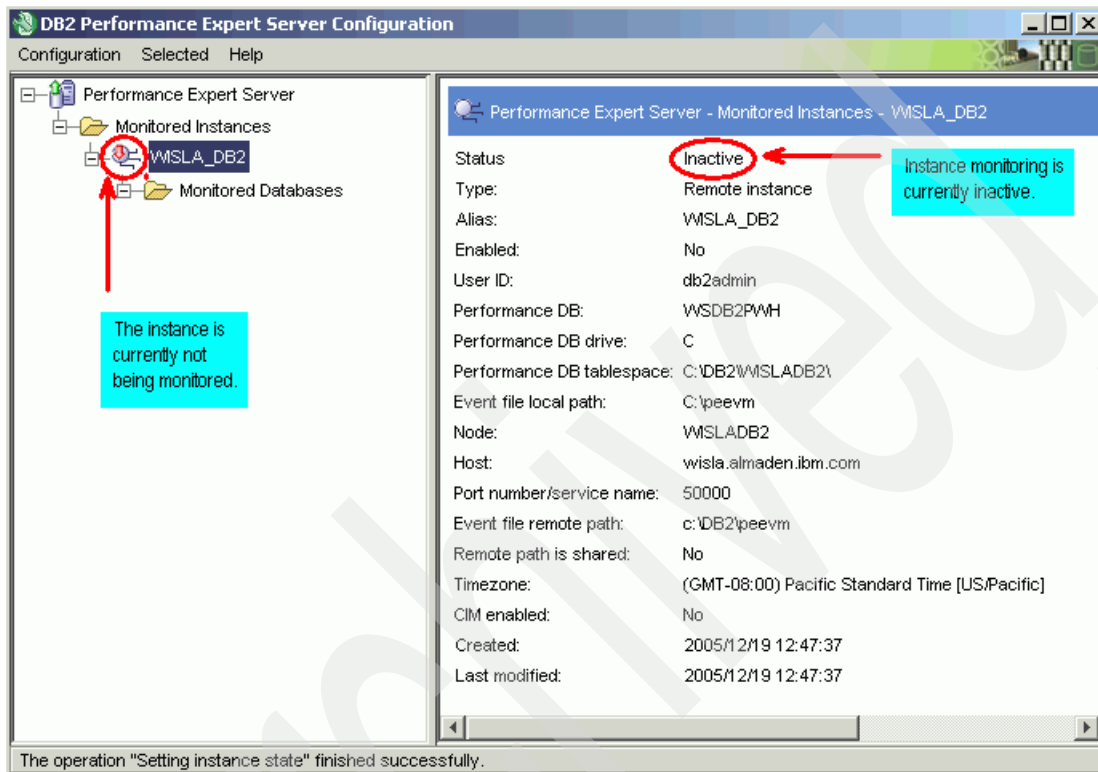 DB2 Performance Expert Server Configuration
Configuration Selected Help
Performance Expert Server
Monitored Instances
WISLA_DB2
Monitored Databases
The instance is
currently not
being monitored.
Performance Expert Server - Monitored Instances - WISLA_DB2
Status Inactive
Instance monitoring is
currently inactive.
Type: Remote instance
Alias: WISLA_DB2
Enabled: No
User ID: db2admin
Performance DB: WSDB2PWH
Performance DB drive: C
Performance DB tablespace: C:\DB2\WISLADB2\
Event file local path: C:\peevm
Node: WISLADB2
Host: wisla.almaden.ibm.com
Port number/service name: 50000
Event file remote path: c:\DB2\peevm
Remote path is shared: No
Timezone: (GMT-08:00) Pacific Standard Time [US/Pacific]
CIM enabled: No
Created: 2005/12/19 12:47:37
Last modified: 2005/12/19 12:47:37
The operation "Setting instance state" finished successfully.